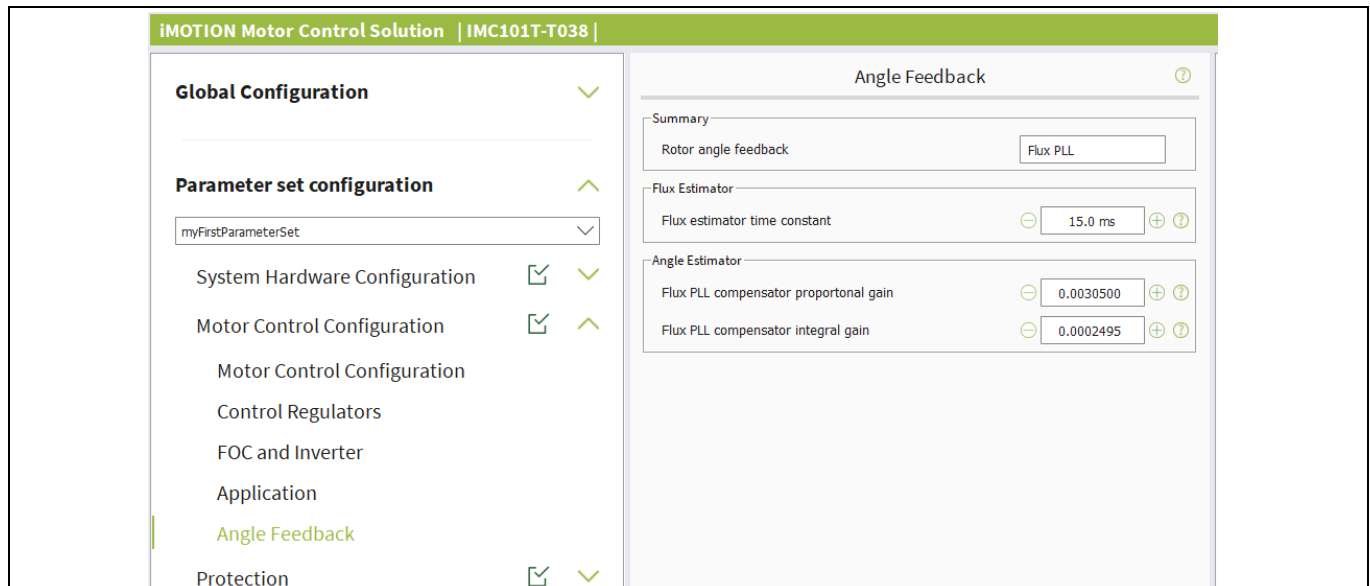 iMOTION Motor Control Solution | IMC101T-T038 |
Global Configuration
Parameter set configuration
myFirstParameterSet
System Hardware Configuration
Motor Control Configuration
Motor Control Configuration
Control Regulators
FOC and Inverter
Application
Angle Feedback
Protection
Angle Feedback
Summary
Rotor angle feedback Flux PLL
Flux Estimator
Flux estimator time constant 15.0 ms
Angle Estimator
Flux PLL compensator proportonal gain 0.0030500
Flux PLL compensator integral gain 0.0002495